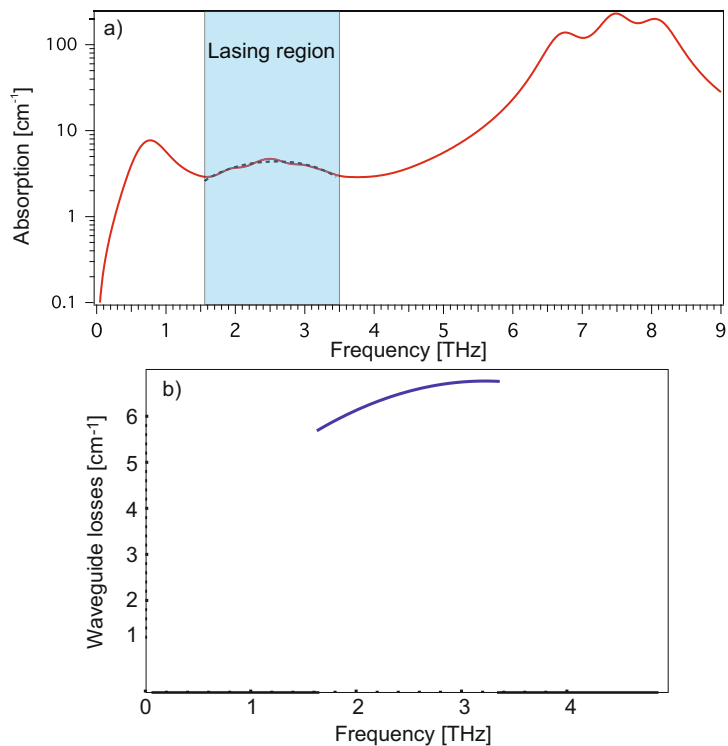 a)
Lasing region
Absorption [cm-1]
100
10
1
0.1
0 1 2 3 4 5 6 7 8 9
Frequency [THz]
b)
Waveguide losses [cm-1]
6
5
4
3
2
1
0 2 3 4
Frequency [THz]